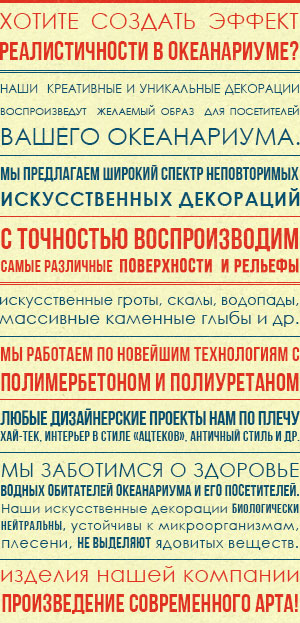 ХОТИТЕ СОЗДАТЬ ЭФФЕКТ
РЕАЛИСТИЧНОСТИ В ОКЕАНАРИУМЕ?
НАШИ КРЕАТИВНЫЕ И УНИКАЛЬНЫЕ ДЕКОРАЦИИ
ВОСПРОИЗВЕДУТ ЖЕЛАЕМЫЙ ОБРАЗ ДЛЯ ПОСЕТИТЕЛЕЙ
ВАШЕГО ОКЕАНАРИУМА.
МЫ ПРЕДЛАГАЕМ ШИРОКИЙ СПЕКТР НЕПОВТОРИМЫХ
ИСКУССТВЕННЫХ ДЕКОРАЦИЙ
С ТОЧНОСТЬЮ ВОСПРОИЗВОДИМ
САМЫЕ РАЗЛИЧНЫЕ ПОВЕРХНОСТИ И РЕЛЬЕФЫ
искусственные гроты, скалы, водопады,
массивные каменные глыбы и др.
МЫ РАБОТАЕМ ПО НОВЕЙШИМ ТЕХНОЛОГИЯМ С
ПОЛИМЕРБЕТОНОМ И ПОЛИУРЕТАНОМ
ЛЮБЫЕ ДИЗАЙНЕРСКИЕ ПРОЕКТЫ НАМ ПО ПЛЕЧУ
ХАЙ-ТЕК, ИНТЕРЬЕР В СТИЛЕ «АЦТЕКОВ», АНТИЧНЫЙ СТИЛЬ И ДР.
МЫ ЗАБОТИМСЯ О ЗДОРОВЬЕ
ВОДНЫХ ОБИТАТЕЛЕЙ ОКЕАНАРИУМА И ЕГО ПОСЕТИТЕЛЕЙ.
Наши искусственные декорации БИОЛОГИЧЕСКИ
НЕЙТРАЛЬНЫ, устойчивы к микроорганизмам,
плесени, НЕ ВЫДЕЛЯЮТ ядовитых веществ.
изделия нашей компании
ПРОИЗВЕДЕНИЕ СОВРЕМЕННОГО АРТА!